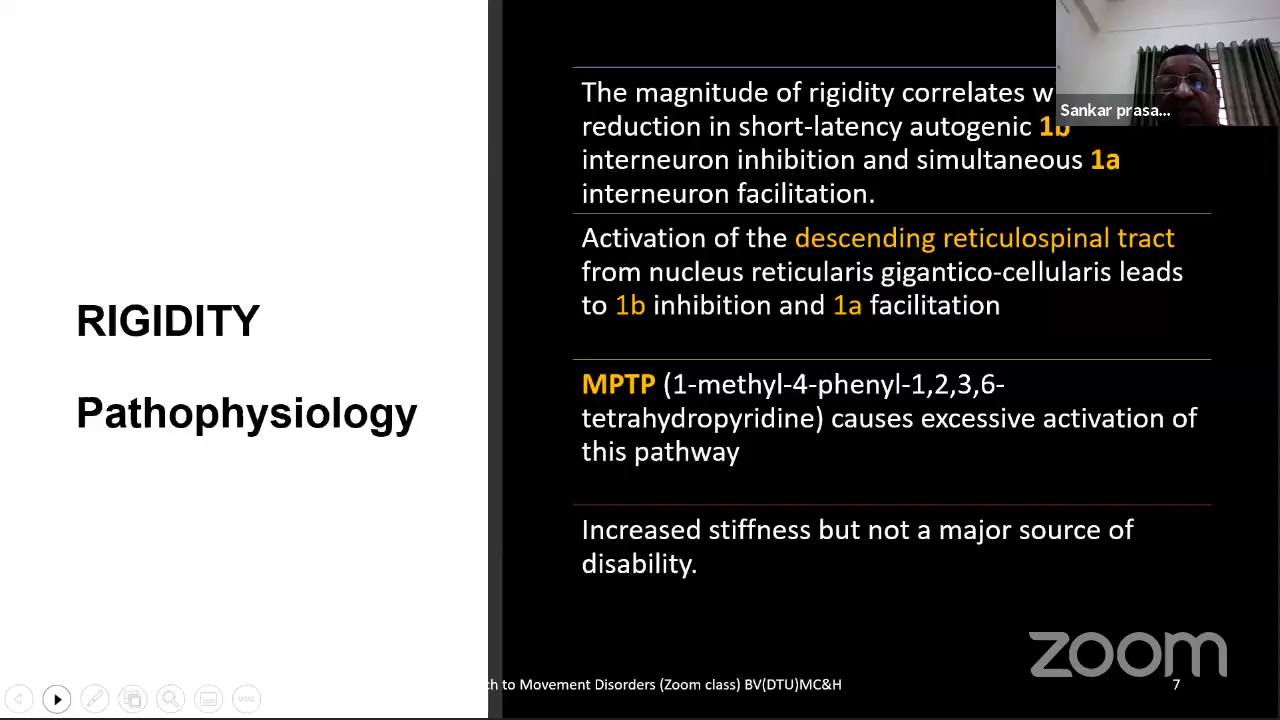 RIGIDITY
Pathophysiology
The magnitude of rigidity correlates w
reduction in short-latency autogenic 1b
interneuron inhibition and simultaneous 1a
interneuron facilitation.
Activation of the descending reticulospinal tract
from nucleus reticularis gigantico-cellularis leads
to 1b inhibition and 1a facilitation
MPTP (1-methyl-4-phenyl-1,2,3,6-
tetrahydropyridine) causes excessive activation of
this pathway
Increased stiffness but not a major source of
disability.
Sankar prasa...
zoom
ch to Movement Disorders (Zoom class) BV(DTU)MC&H
7